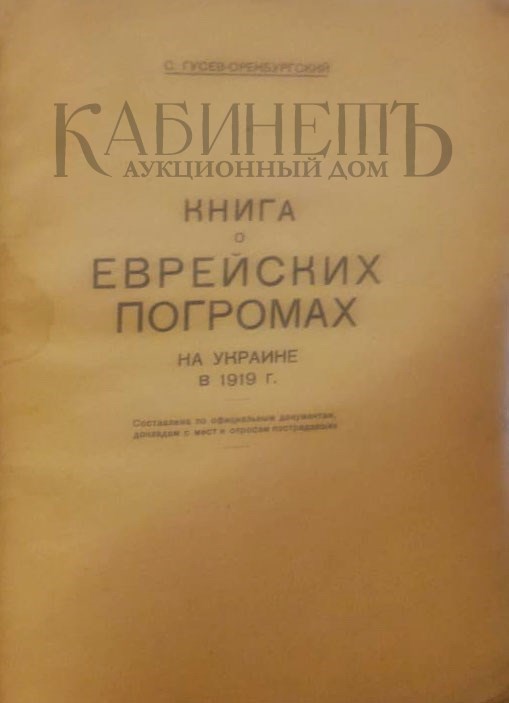 С. ГУСЕВ-ОРЕНБУРГСКИЙ
КАБИНЕТЪ
АУКЦИОННЫЙ ДОМ
КНИГА
О
ЕВРЕЙСКИХ
ПОГРОМАХ
НА УКРАИНЕ
В 1919 г.
Составлена по официальным документам,
докладам с мест и опросам пострадавших